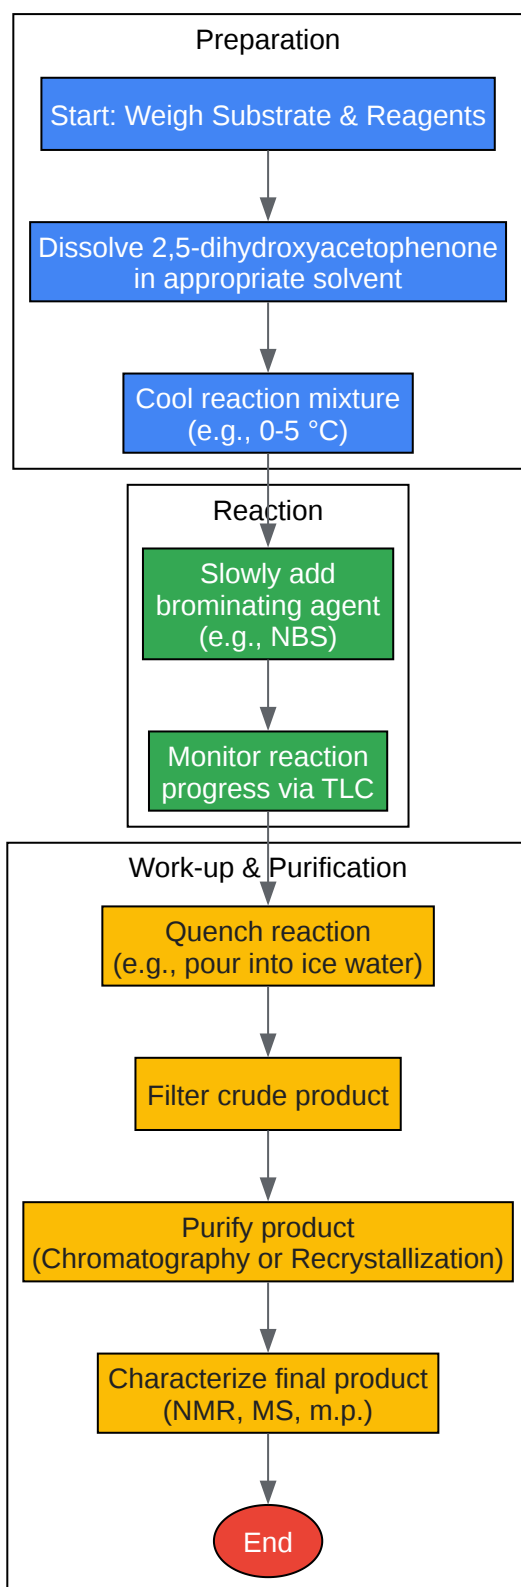 Preparation
Start: Weigh Substrate & Reagents
Dissolve 2,5-dihydroxyacetophenone
in appropriate solvent
Cool reaction mixture
(e.g., 0-5 °C)
Reaction
Slowly add
brominating agent
(e.g., NBS)
Monitor reaction
progress via TLC
Work-up & Purification
Quench reaction
(e.g., pour into ice water)
Filter crude product
Purify product
(Chromatography or Recrystallization)
Characterize final product
(NMR, MS, m.p.)
End